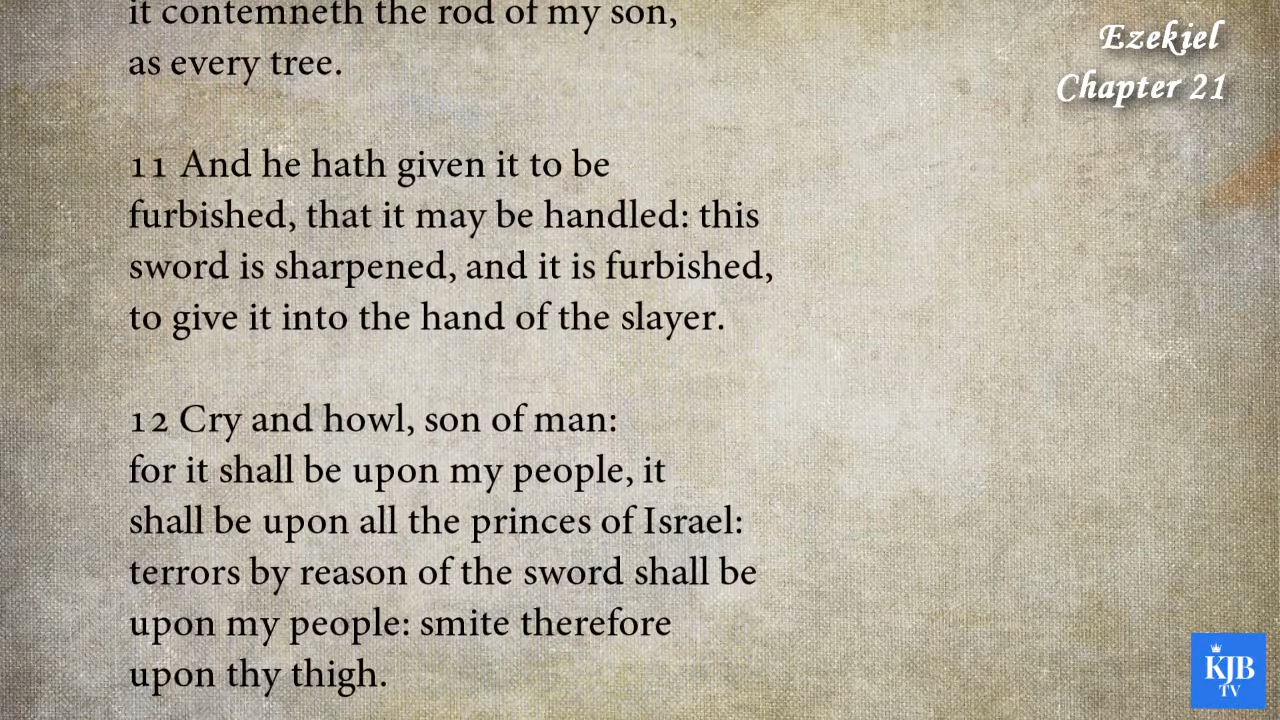 it contemneth the rod of my son,
as every tree.
Ezekiel
Chapter 21
11 And he hath given it to be
furbished, that it may be handled: this
sword is sharpened, and it is furbished,
to give it into the hand of the slayer.
12 Cry and howl, son of man:
for it shall be upon my people, it
shall be upon all the princes of Israel:
terrors by reason of the sword shall be
upon my people: smite therefore
upon thy thigh.
KJB
TV